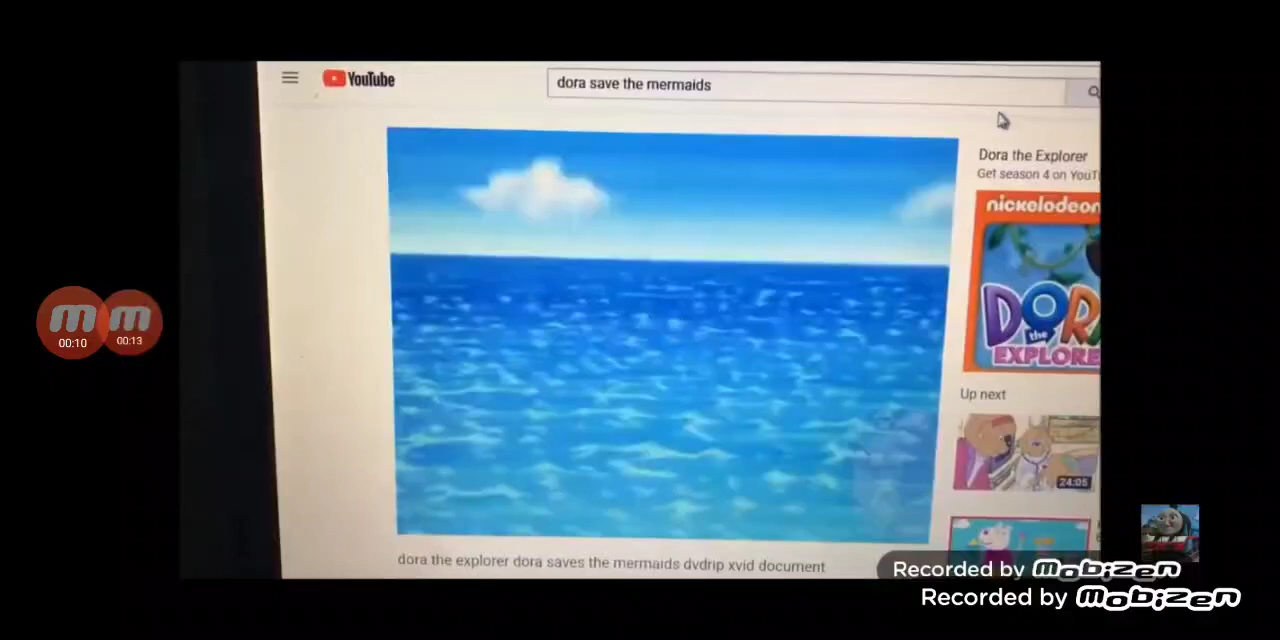 YouTube
dora save the mermaids
Dora the Explorer
Get season 4 on YouT
nickelodeon
DORA
the
EXPLORE
Up next
24:05
dora the explorer dora saves the mermaids dvdrip xvid document
m m
00:10 00:13
Recorded by Mobizen
Recorded by Mobizen